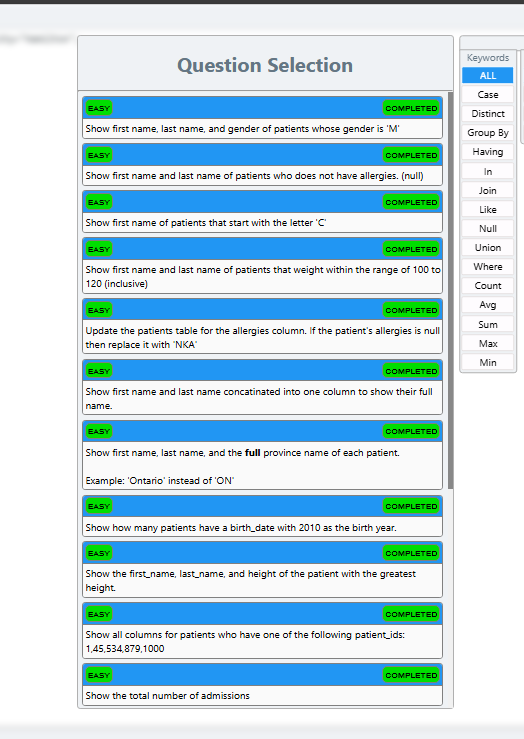 Question Selection
EASY COMPLETED
Show first name, last name, and gender of patients whose gender is 'M'
EASY COMPLETED
Show first name and last name of patients who does not have allergies. (null)
EASY COMPLETED
Show first name of patients that start with the letter 'C'
EASY COMPLETED
Show first name and last name of patients that weight within the range of 100 to
120 (inclusive)
EASY COMPLETED
Update the patients table for the allergies column. If the patient's allergies is null
then replace it with 'NKA'
EASY COMPLETED
Show first name and last name concatinated into one column to show their full
name.
EASY COMPLETED
Show first name, last name, and the full province name of each patient.
Example: 'Ontario' instead of 'ON'
EASY COMPLETED
Show how many patients have a birth_date with 2010 as the birth year.
EASY COMPLETED
Show the first_name, last_name, and height of the patient with the greatest
height.
EASY COMPLETED
Show all columns for patients who have one of the following patient_ids:
1,45,534,879,1000
EASY COMPLETED
Show the total number of admissions
Keywords
ALL
Case
Distinct
Group By
Having
In
Join
Like
Null
Union
Where
Count
Avg
Sum
Max
Min